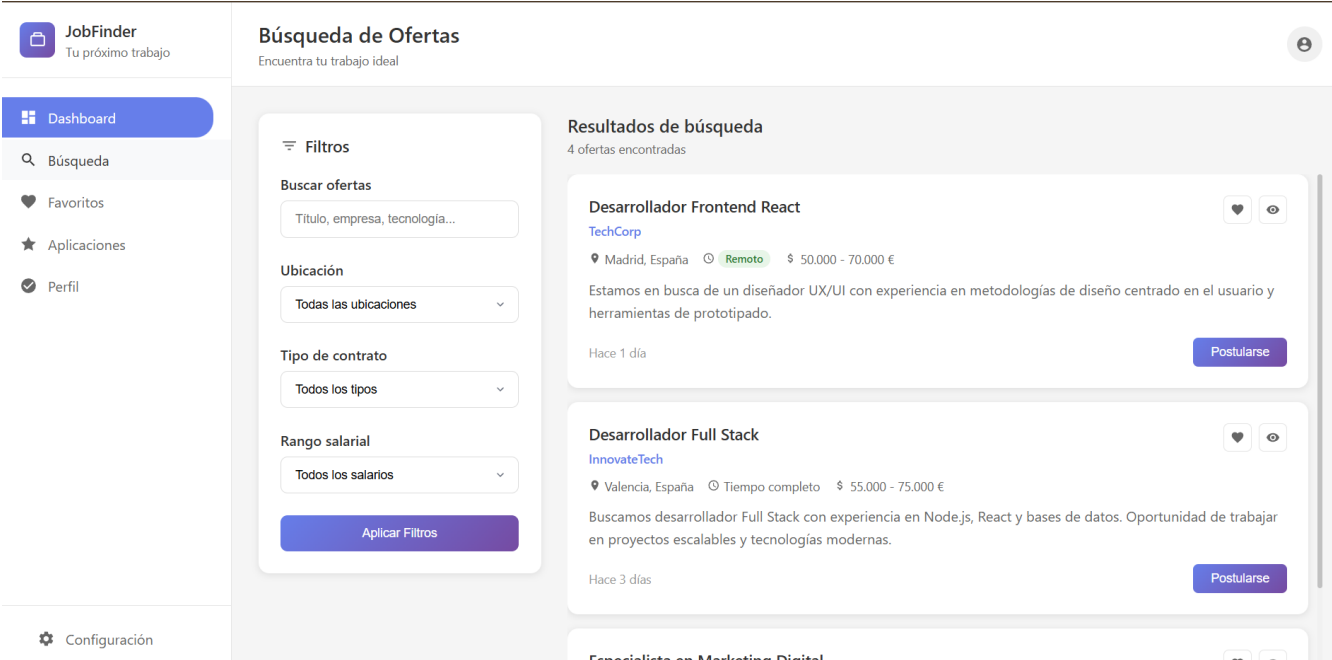 JobFinder
Tu próximo trabajo
Dashboard
Búsqueda
Favoritos
Aplicaciones
Perfil
Configuración
Búsqueda de Ofertas
Encuentra tu trabajo ideal
Filtros
Buscar ofertas
Título, empresa, tecnología...
Ubicación
Todas las ubicaciones
Tipo de contrato
Todos los tipos
Rango salarial
Todos los salarios
Aplicar Filtros
Resultados de búsqueda
4 ofertas encontradas
Desarrollador Frontend React
TechCorp
Madrid, España Remoto $ 50.000 - 70.000 €
Estamos en busca de un diseñador UX/UI con experiencia en metodologías de diseño centrado en el usuario y
herramientas de prototipado.
Hace 1 día
Postularse
Desarrollador Full Stack
InnovateTech
Valencia, España Tiempo completo $ 55.000 - 75.000 €
Buscamos desarrollador Full Stack con experiencia en Node.js, React y bases de datos. Oportunidad de trabajar
en proyectos escalables y tecnologías modernas.
Hace 3 días
Postularse
Especialista en Marketing Digital